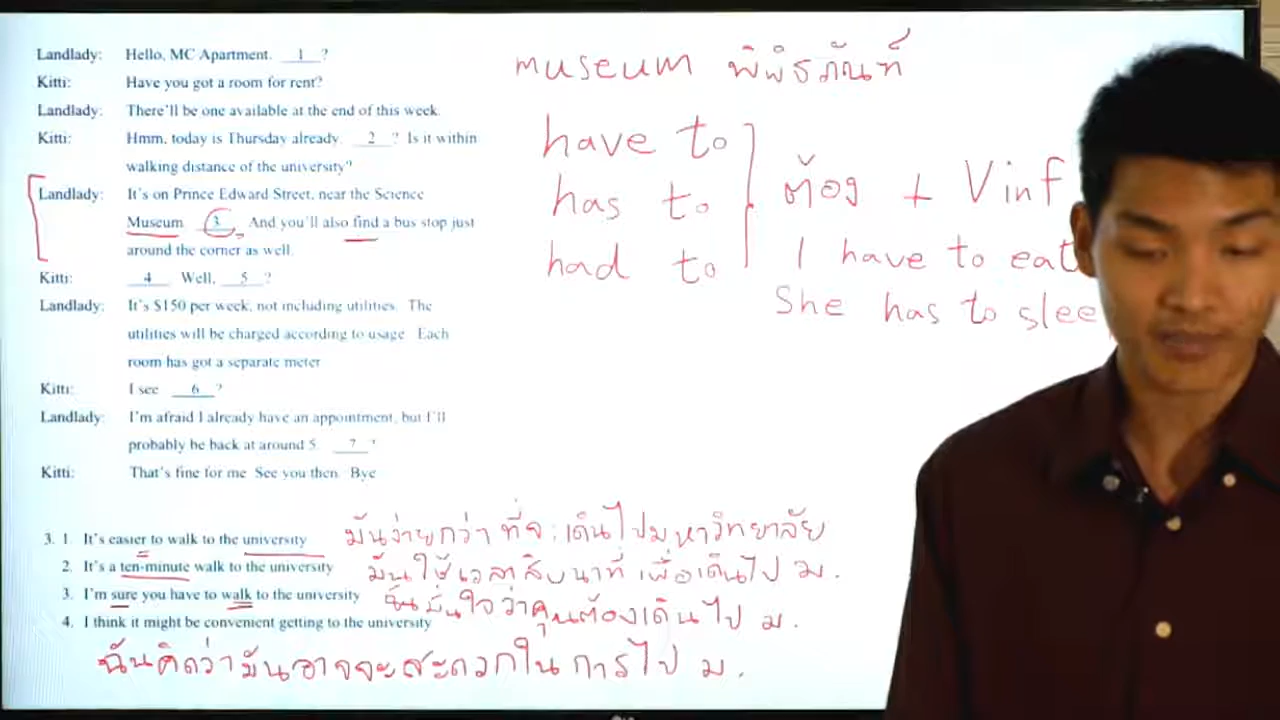 Landlady: Hello, MC Apartment. 1 ?
Kitti: Have you got a room for rent?
Landlady: There'll be one available at the end of this week.
Kitti: Hmm, today is Thursday already. 2 ? Is it within
walking distance of the university?
Landlady: It's on Prince Edward Street, near the Science
Museum 3 . And you'll also find a bus stop just
around the corner as well.
Kitti: 4 Well, 5 ?
Landlady: It's $150 per week, not including utilities. The
utilities will be charged according to usage. Each
room has got a separate meter
Kitti: I see 6 ?
Landlady: I'm afraid I already have an appointment, but I'll
probably be back at around 5. 7 ?
Kitti: That's fine for me. See you then. Bye
museum พิพิธภัณฑ์
have to
has to
had to
ต้อง + V inf
I have to eat
She has to slee
3. 1. It's easier to walk to the university มันง่ายกว่า ที่จะเดินไปมหาวิทยาลัย
2. It's a ten-minute walk to the university มันใช้เวลาสิบนาที่ เพื่อเดินไป ม.
3. I'm sure you have to walk to the university ฉันมั่นใจว่าคุณต้องเดินไป ม.
4. I think it might be convenient getting to the university
ฉันคิดว่ามันอาจจะสะดวกในการไป ม.